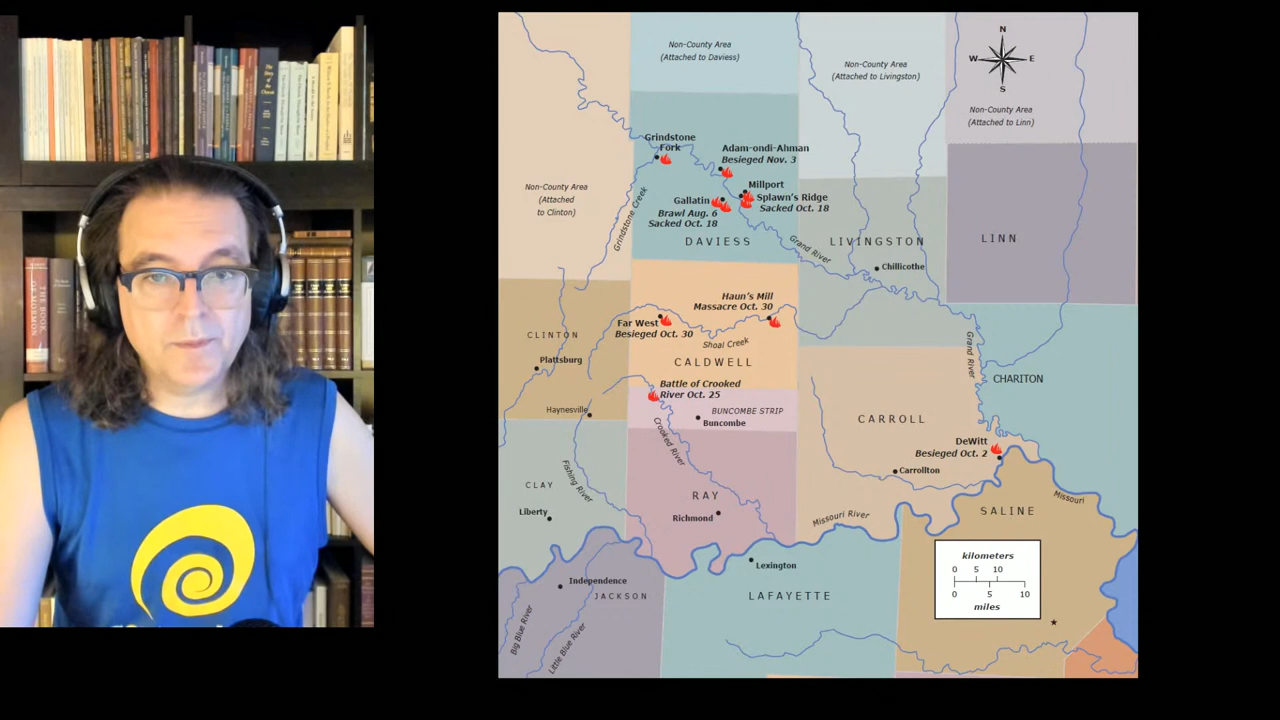 THE BOOK
OF MORMON
The
Story
of the
Church
Non-County Area
(Attached to Daviess)
Non-County Area
(Attached to Livingston)
N
W
E
S
Non-County Area
(Attached to Linn)
Grindstone
Fork
Adam-ondi-Ahman
Besieged Nov. 3
Non-County Area
(Attached
to Clinton)
Millport
Splawn's Ridge
Sacked Oct. 18
Gallatin
Brawl Aug. 6
Sacked Oct. 18
Grindstone Creek
DAVIESS
Grand River
LIVINGSTON
LINN
Chillicothe
Haun's Mill
Massacre Oct. 30
Far West
Besieged Oct. 30
Shoal Creek
CALDWELL
CLINTON
Plattsburg
Grand River
CHARITON
Battle of Crooked
River Oct. 25
Haynesville
BUNCOMBE STRIP
Buncombe
Crooked River
CARROLL
DeWitt
Besieged Oct. 2
Carrollton
Fishing River
CLAY
RAY
Liberty
Richmond
Missouri River
Missouri
SALINE
Lexington
Independence
JACKSON
LAFAYETTE
Big Blue River
Little Blue River
kilometers
0 5 10
0 5 10
miles